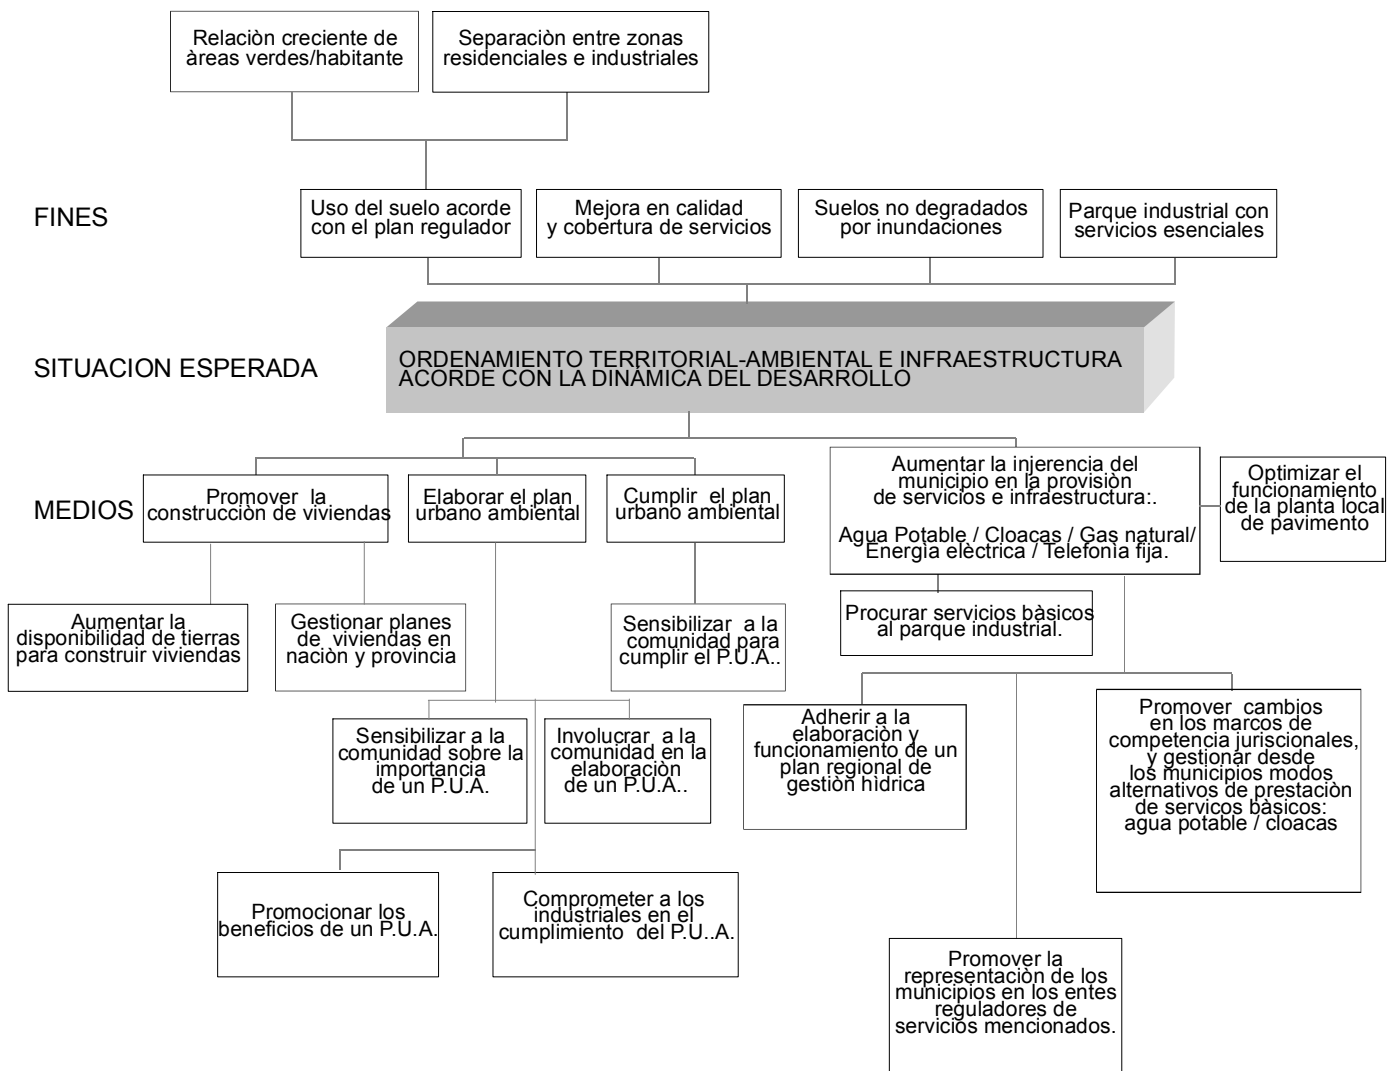 Relaciòn creciente de
àreas verdes/habitante
Separaciòn entre zonas
residenciales e industriales
FINES
Uso del suelo acorde
con el plan regulador
Mejora en calidad
y cobertura de servicios
Suelos no degradados
por inundaciones
Parque industrial con
servicios esenciales
SITUACION ESPERADA
ORDENAMIENTO TERRITORIAL-AMBIENTAL E INFRAESTRUCTURA
ACORDE CON LA DINÁMICA DEL DESARROLLO
MEDIOS
Promover la
construcciòn de viviendas
Elaborar el plan
urbano ambiental
Cumplir el plan
urbano ambiental
Aumentar la injerencia del
municipio en la provisiòn
de servicios e infraestructura:.
Agua Potable / Cloacas / Gas natural/
Energìa elèctrica / Telefonìa fija.
Optimizar el
funcionamiento
de la planta local
de pavimento
Aumentar la
disponibilidad de tierras
para construir viviendas
Gestionar planes
de viviendas en
naciòn y provincia
Sensibilizar a la
comunidad para
cumplir el P.U.A..
Procurar servicios bàsicos
al parque industrial.
Sensibilizar a la
comunidad sobre la
importancia
de un P.U.A.
Involucrar a la
comunidad en la
elaboraciòn
de un P.U.A..
Adherir a la
elaboraciòn y
funcionamiento de un
plan regional de
gestiòn hìdrica
Promover cambios
en los marcos de
competencia juriscionales,
y gestionar desde
los municipios modos
alternativos de prestaciòn
de servicos bàsicos:
agua potable / cloacas
Promocionar los
beneficios de un P.U.A.
Comprometer a los
industriales en el
cumplimiento del P.U..A.
Promover la
representaciòn de los
municipios en los entes
reguladores de
servicios mencionados.